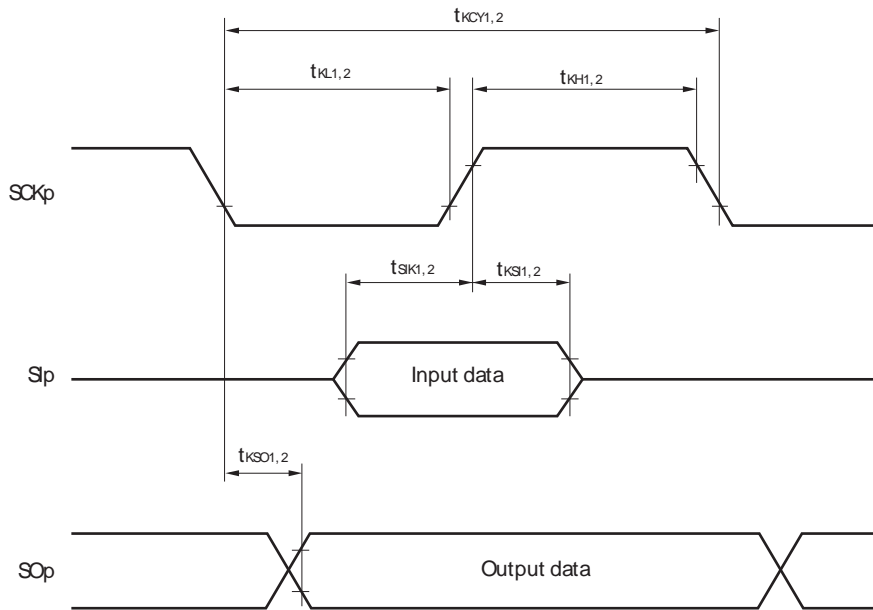 tKCY1, 2
tKL1, 2
tKH1, 2
SCKp
tSIK1, 2
tKSI1, 2
SIp
Input data
tKSO1, 2
SOp
Output data